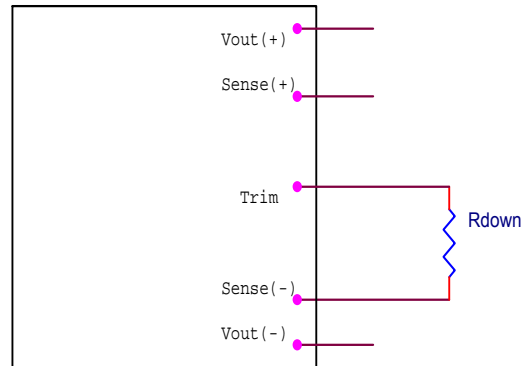 Vout(+)
Sense(+)
Trim
Rdown
Sense(-)
Vout(-)